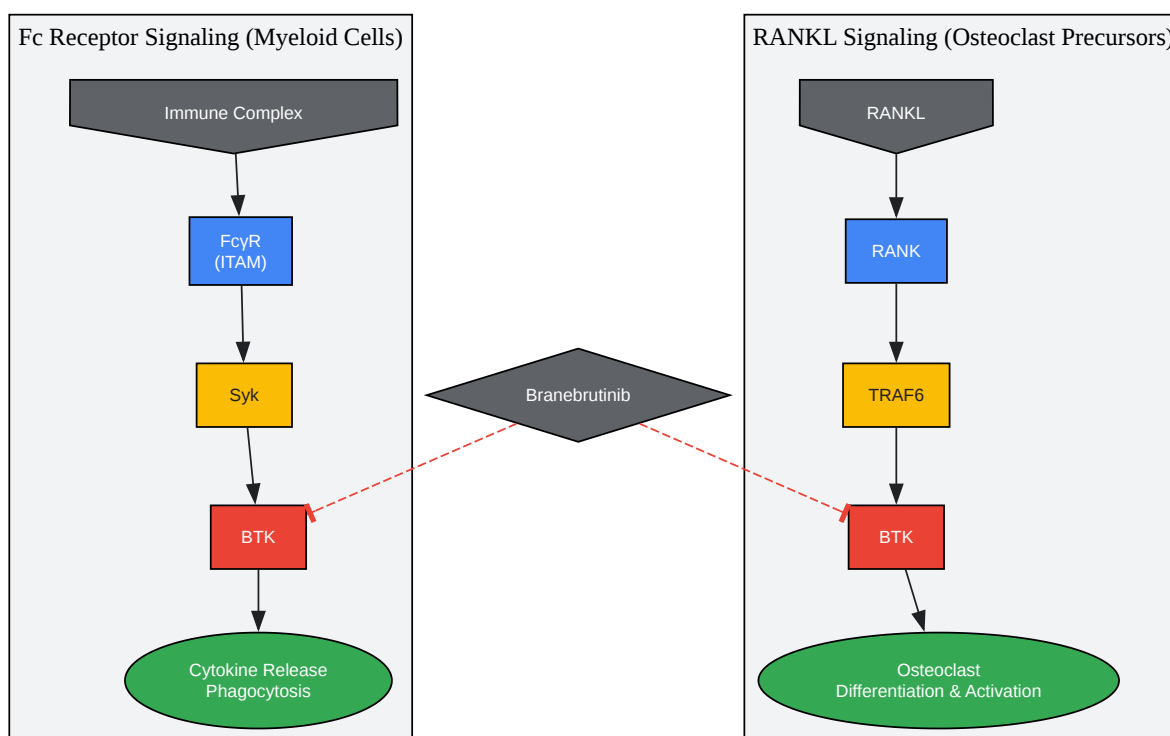 Fc Receptor Signaling (Myeloid Cells)
Immune Complex
FcγR
(ITAM)
Syk
BTK
Cytokine Release
Phagocytosis
Branebrutinib
RANKL Signaling (Osteoclast Precursors)
RANKL
RANK
TRAF6
BTK
Osteoclast
Differentiation & Activation